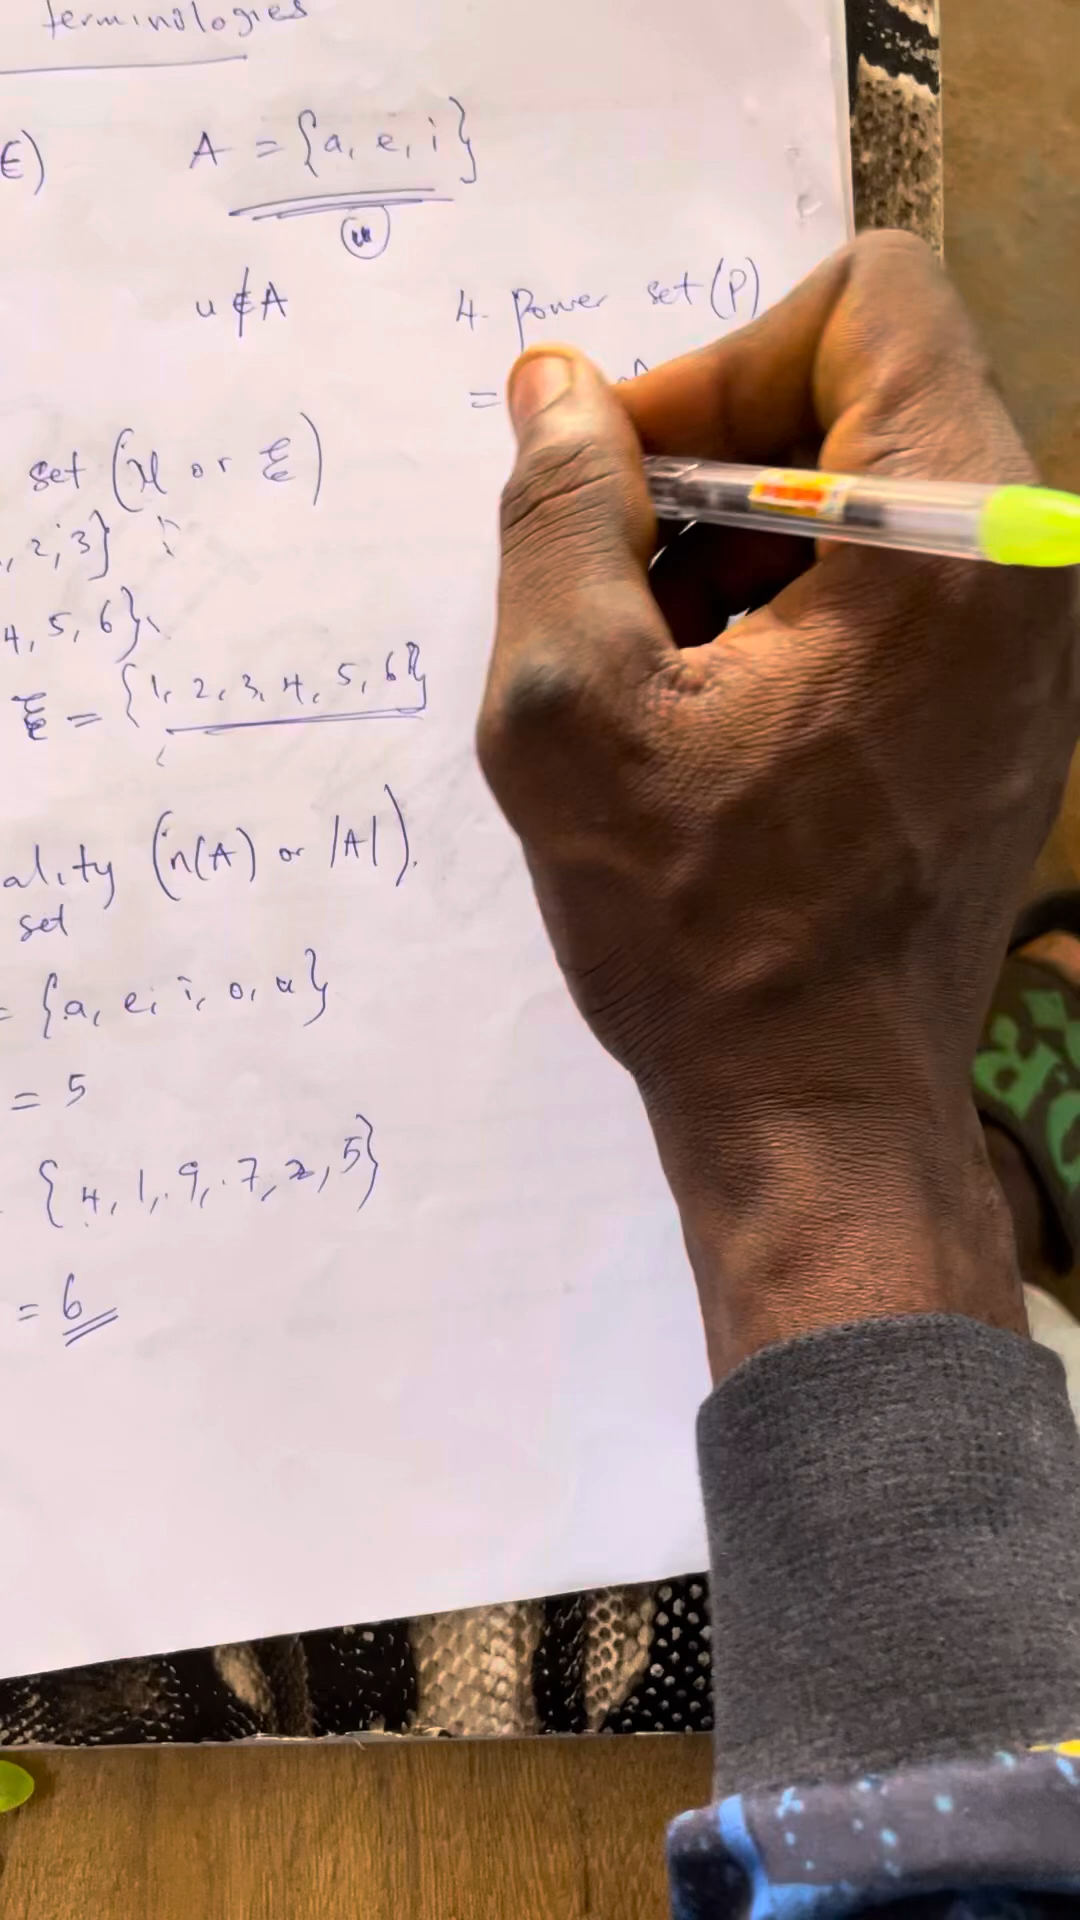 terminologies
∈) A = {a, e, i}
u
u ∉ A
4. Power set (P)
=
set (μ or ξ)
, 2, 3}
4, 5, 6}
ξ = {1, 2, 3, 4, 5, 6}
ality (n(A) or |A|).
set
= {a, e, i, o, u}
= 5
{4, 1, 9, 7, 2, 5}
= 6